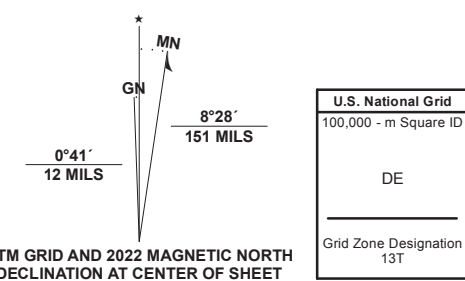 ★
MN
GN
8°28´
151 MILS
0°41´
12 MILS
TM GRID AND 2022 MAGNETIC NORTH
DECLINATION AT CENTER OF SHEET
U.S. National Grid
100,000 - m Square ID
DE
Grid Zone Designation
13T